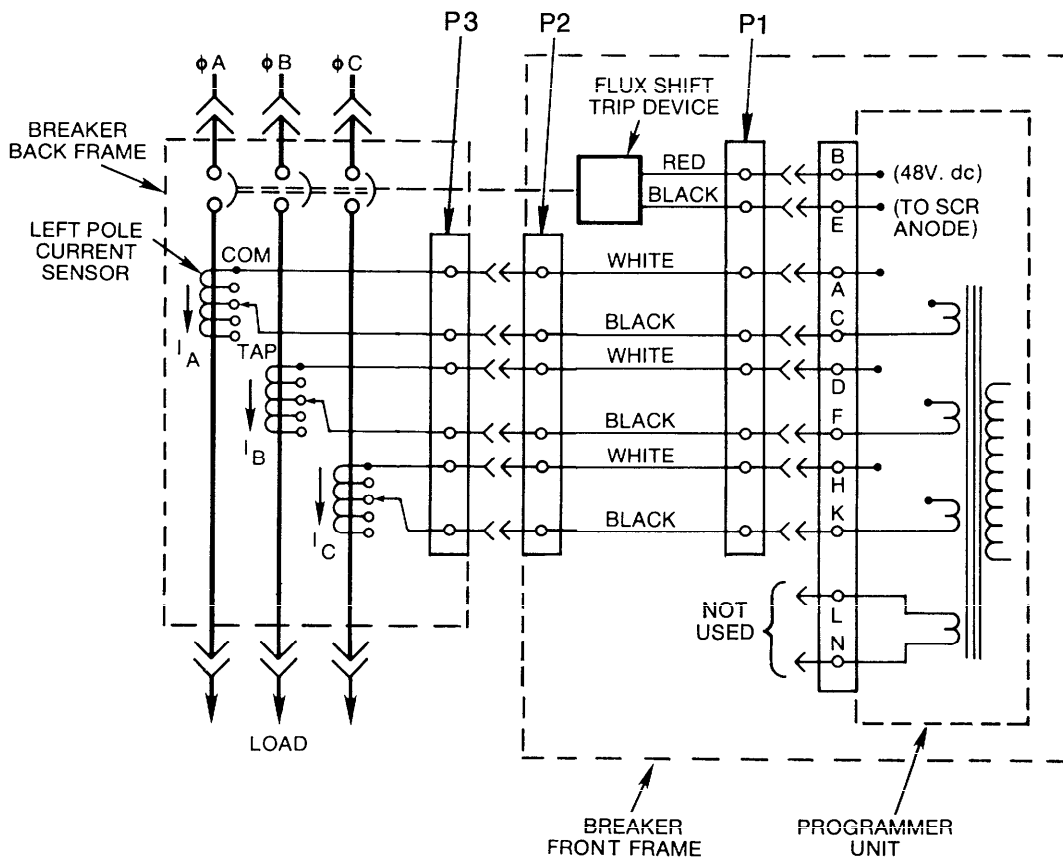 P3
P2
P1
ϕA
ϕB
ϕC
FLUX SHIFT
TRIP DEVICE
BREAKER
BACK FRAME
RED
B
(48V. dc)
BLACK
E
(TO SCR
ANODE)
LEFT POLE
CURRENT
SENSOR
COM
WHITE
A
I A
TAP
BLACK
C
WHITE
D
I B
BLACK
F
WHITE
H
I C
BLACK
K
NOT
USED
L
N
LOAD
BREAKER
FRONT FRAME
PROGRAMMER
UNIT